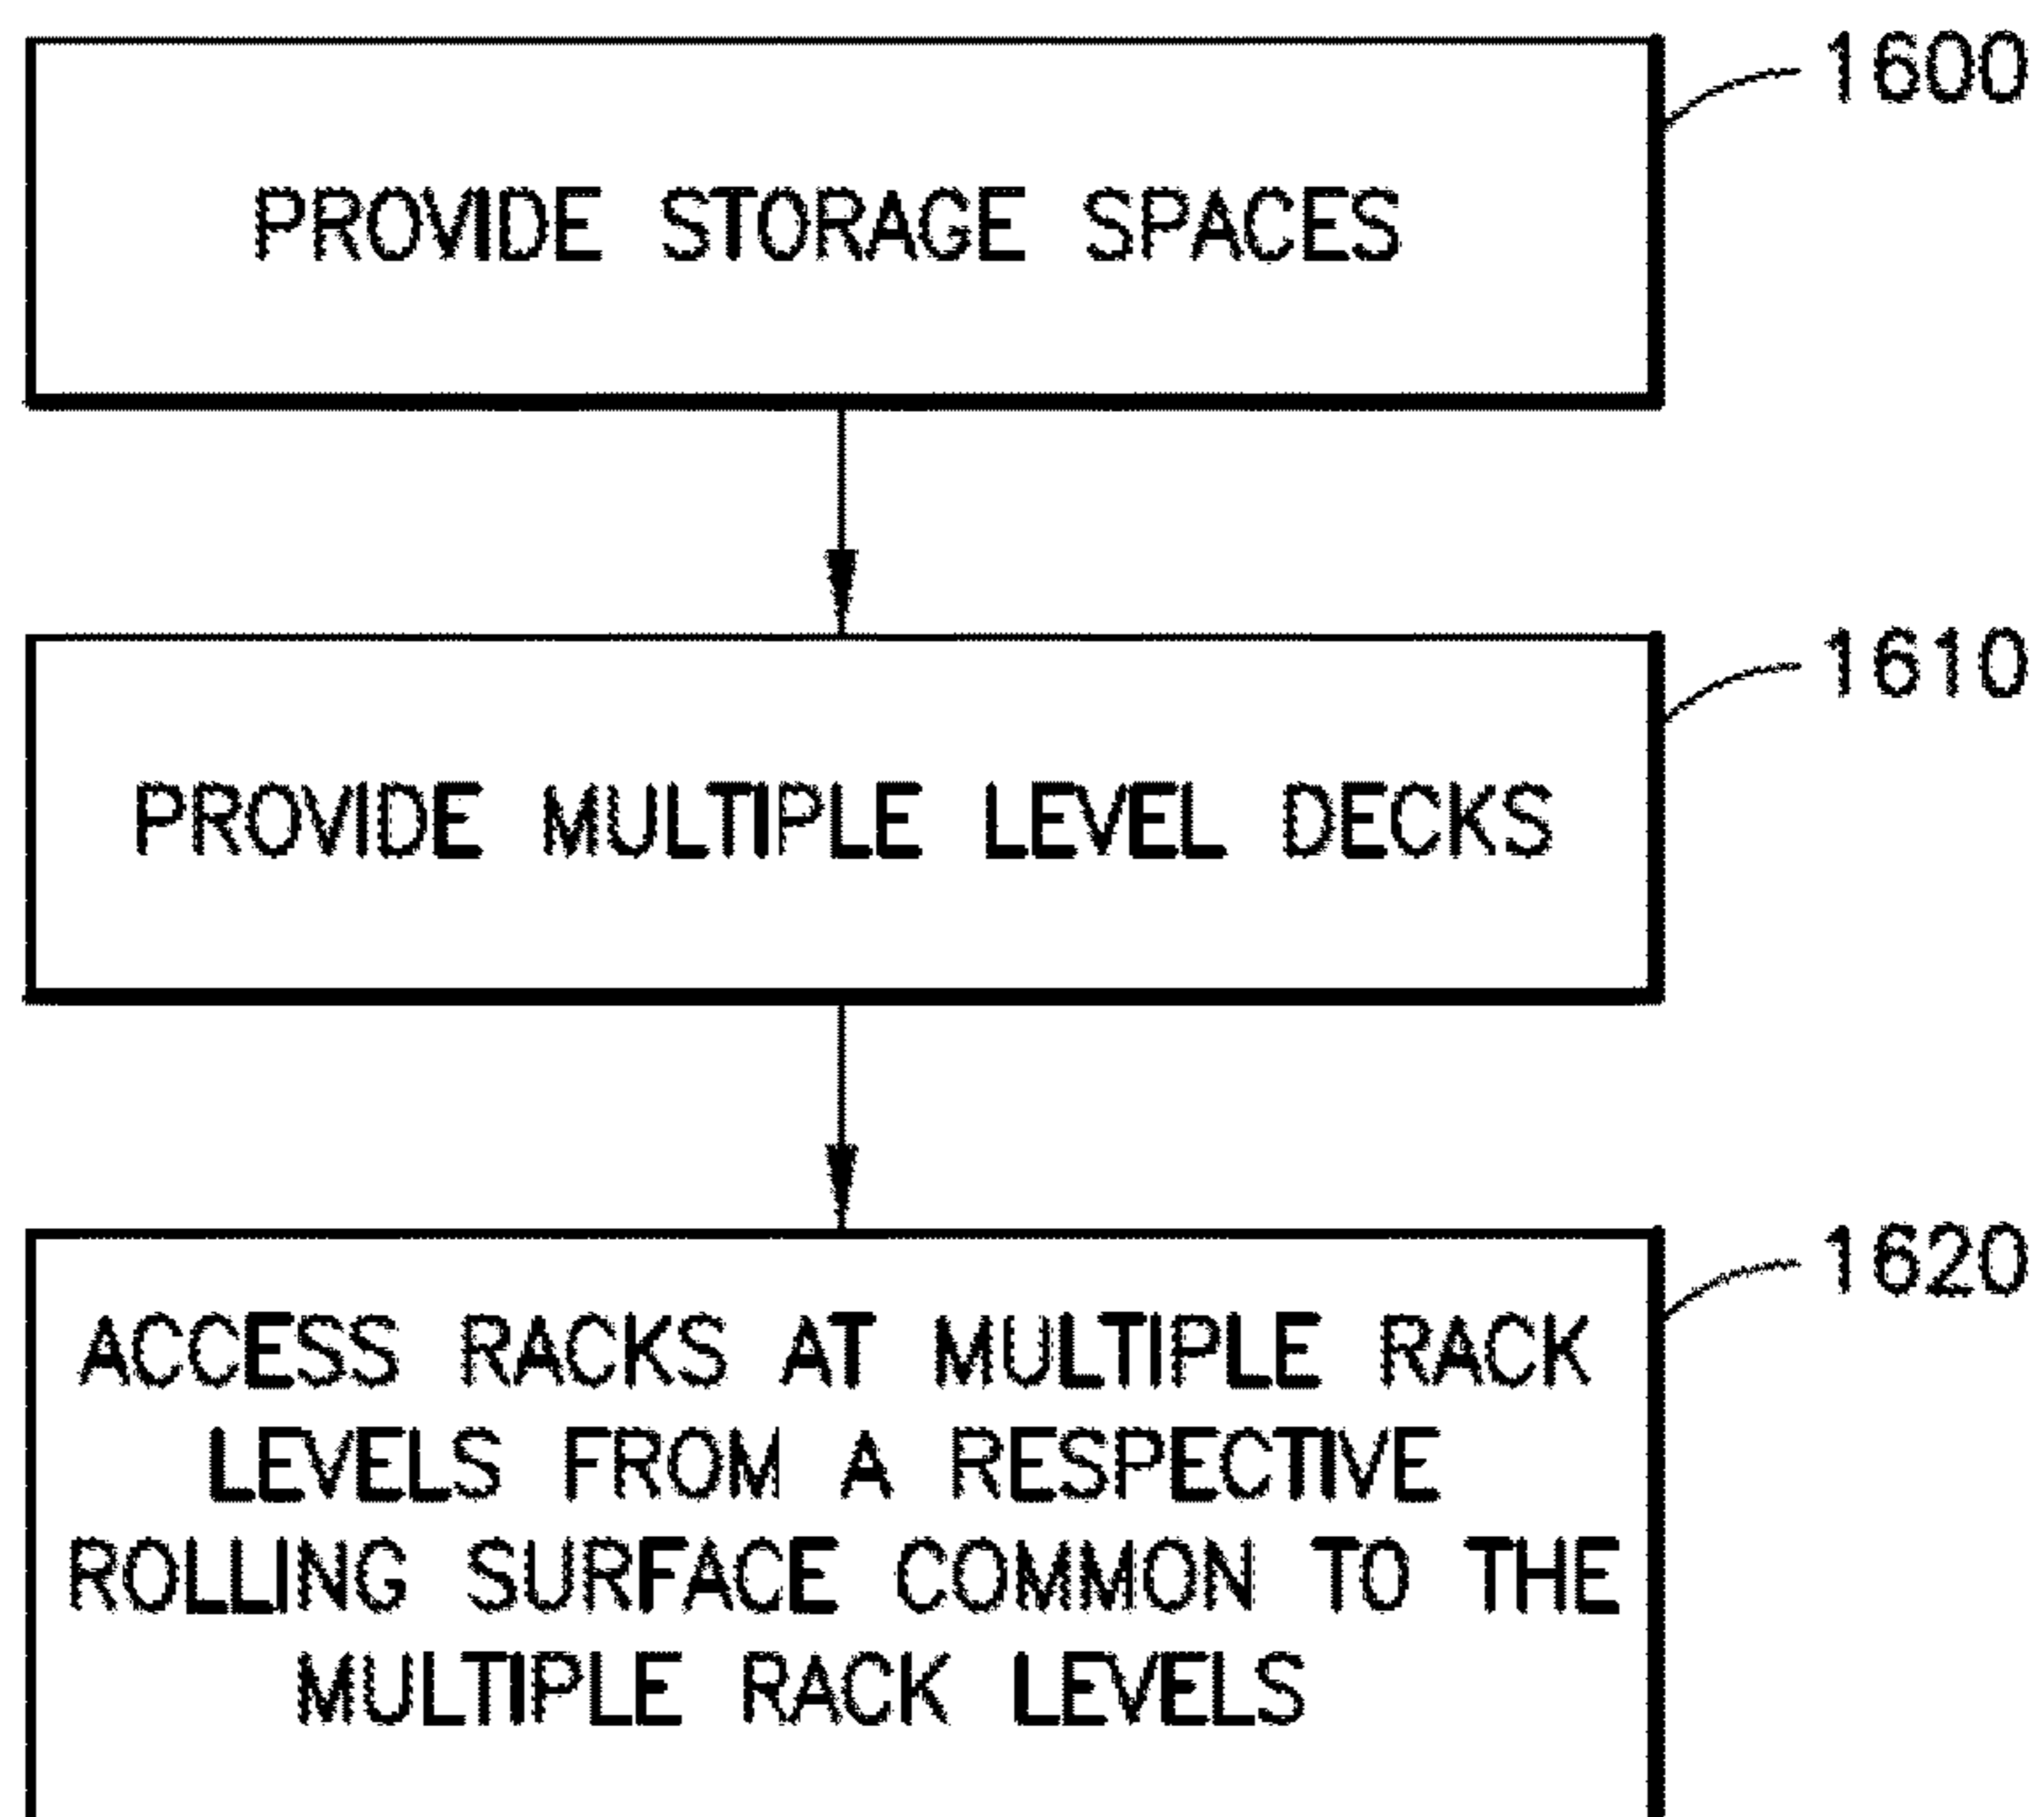 1600
PROVIDE STORAGE SPACES
1610
PROVIDE MULTIPLE LEVEL DECKS
1620
ACCESS RACKS AT MULTIPLE RACK
LEVELS FROM A RESPECTIVE
ROLLING SURFACE COMMON TO THE
MULTIPLE RACK LEVELS